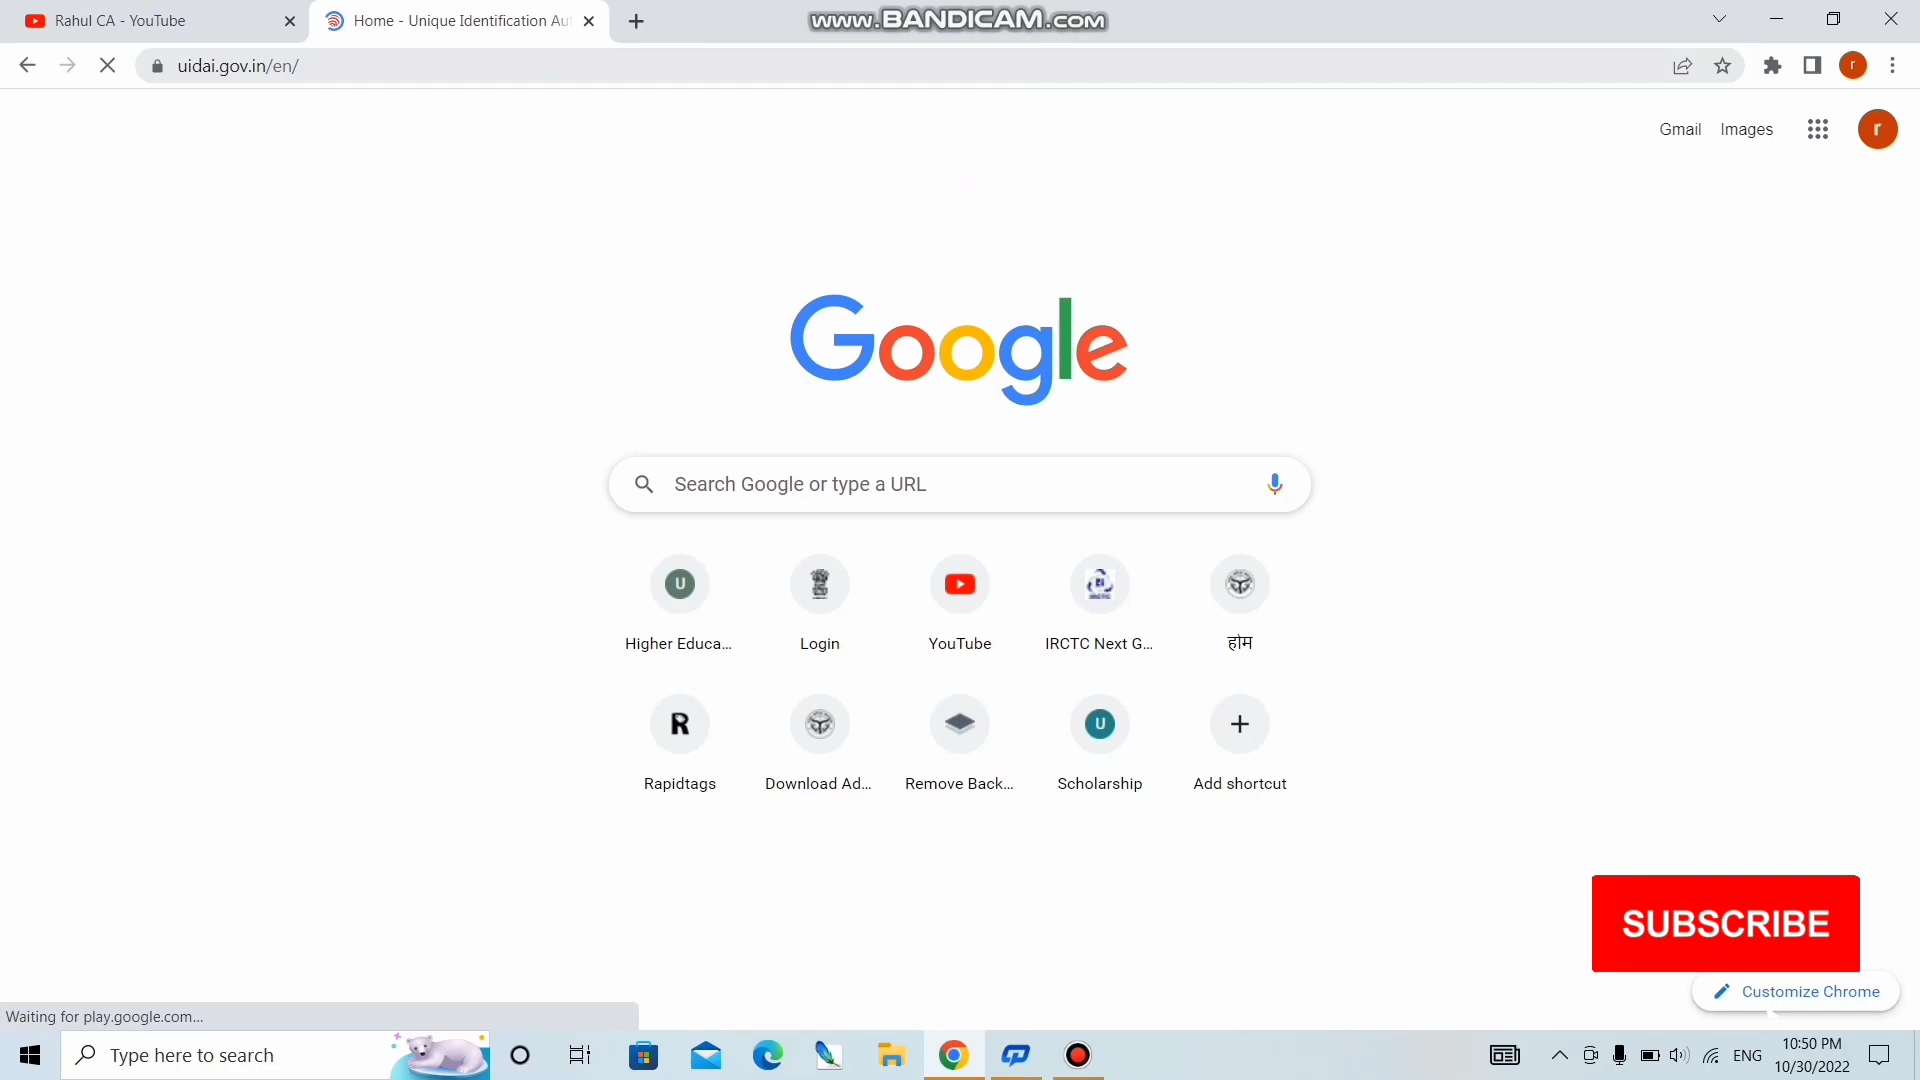 Rahul CA - YouTube
Home - Unique Identification Au
www.BANDICAM.com
uidai.gov.in/en/
Gmail
Images
r
r
Google
Search Google or type a URL
U
Higher Educa...
Login
YouTube
IRCTC Next G...
होम
R
Rapidtags
Download Ad...
Remove Back...
U
Scholarship
Add shortcut
SUBSCRIBE
Customize Chrome
Waiting for play.google.com...
Type here to search
ENG
10:50 PM
10/30/2022